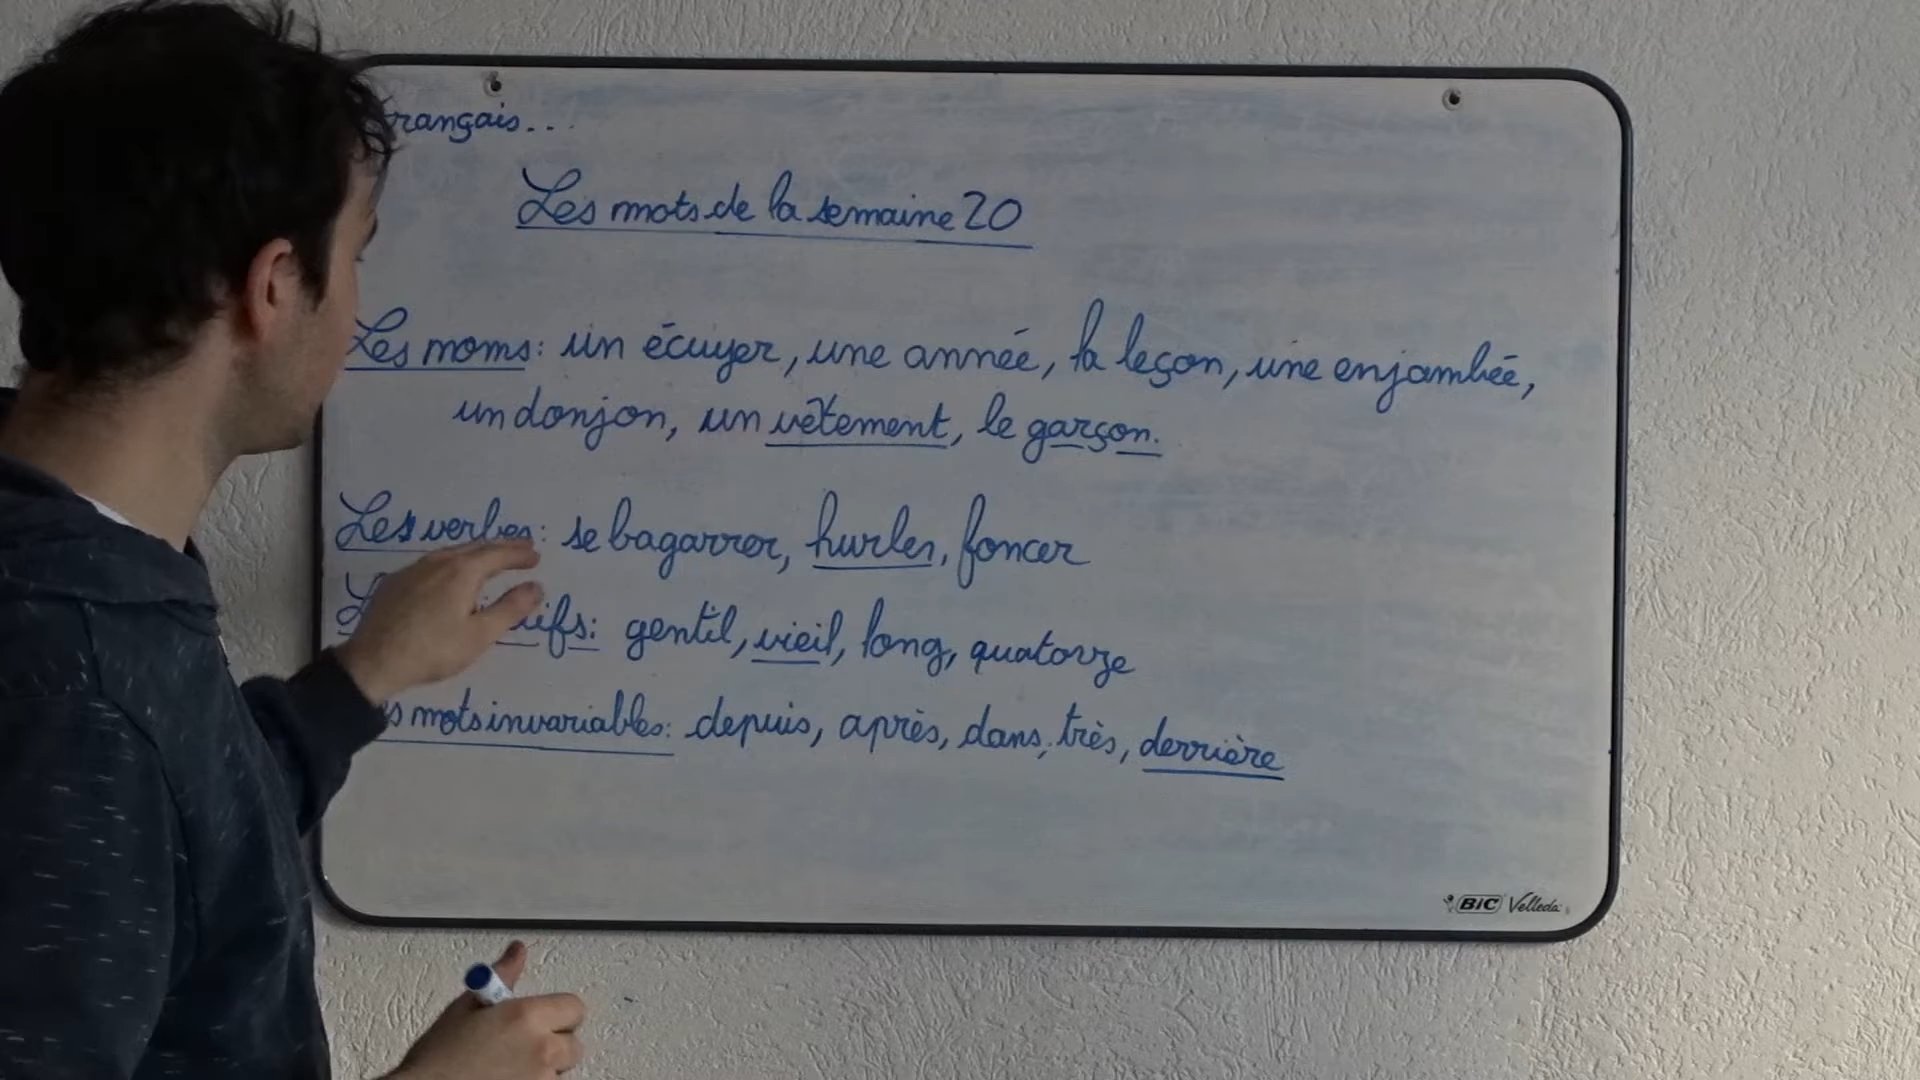 rançais...
Les mots de la semaine 20
Les noms: un écuyer, une année, la leçon, une enjambée,
un donjon, un vêtement, le garçon.
Les verbes: se bagarrer, hurler, foncer
gentil, vieil, long, quatorze
mots invariables: depuis, après, dans, très, derrière
BIC Velleda